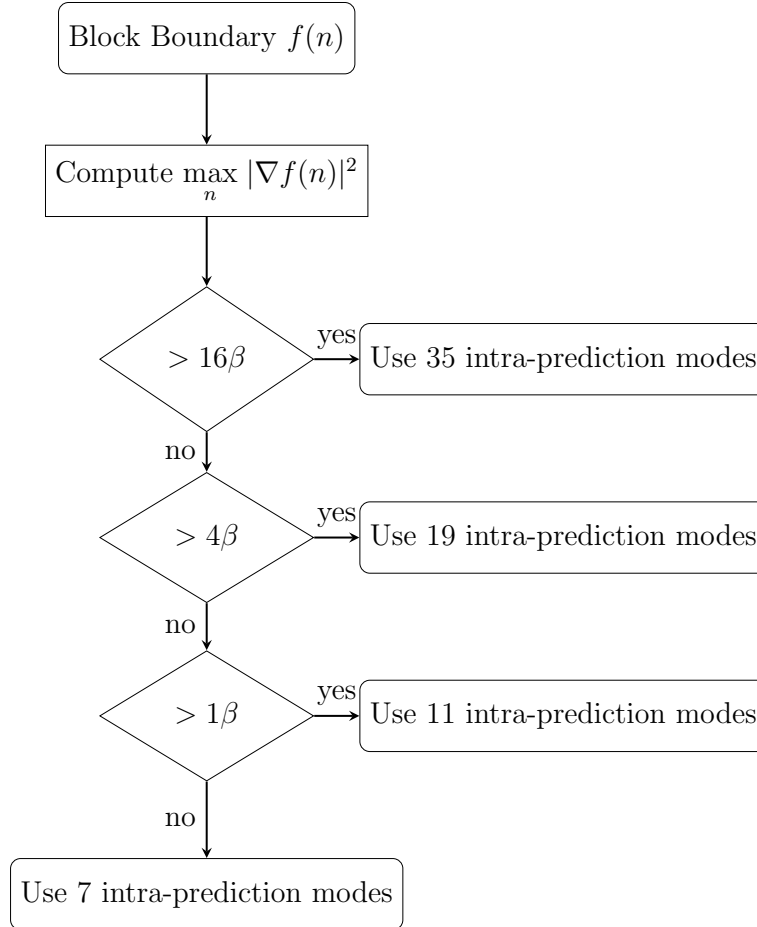 Block Boundary f(n)
Compute max_n |∇f(n)|²
> 16β
yes
Use 35 intra-prediction modes
no
> 4β
yes
Use 19 intra-prediction modes
no
> 1β
yes
Use 11 intra-prediction modes
no
Use 7 intra-prediction modes